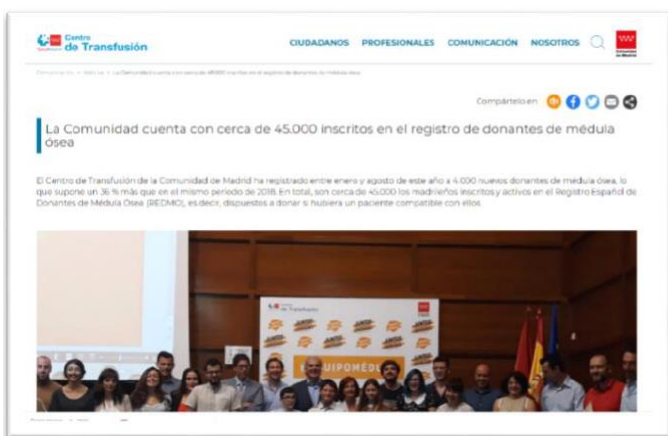 Centro
de Transfusión
CIUDADANOS PROFESIONALES COMUNICACIÓN NOSOTROS
Compártelo en
La Comunidad cuenta con cerca de 45.000 inscritos en el registro de donantes de médula
ósea
El Centro de Transfusión de la Comunidad de Madrid ha registrado entre enero y agosto de este año a 4.090 nuevos donantes de médula ósea, lo
que supone un 36 % más que en el mismo periodo de 2018. En total, son cerca de 45.000 los madrileños inscritos y activos en el Registro Español de
Donantes de Médula Ósea (REDMO), es decir, dispuestos a donar si hubiera un paciente compatible con ellos.
de Transfusión